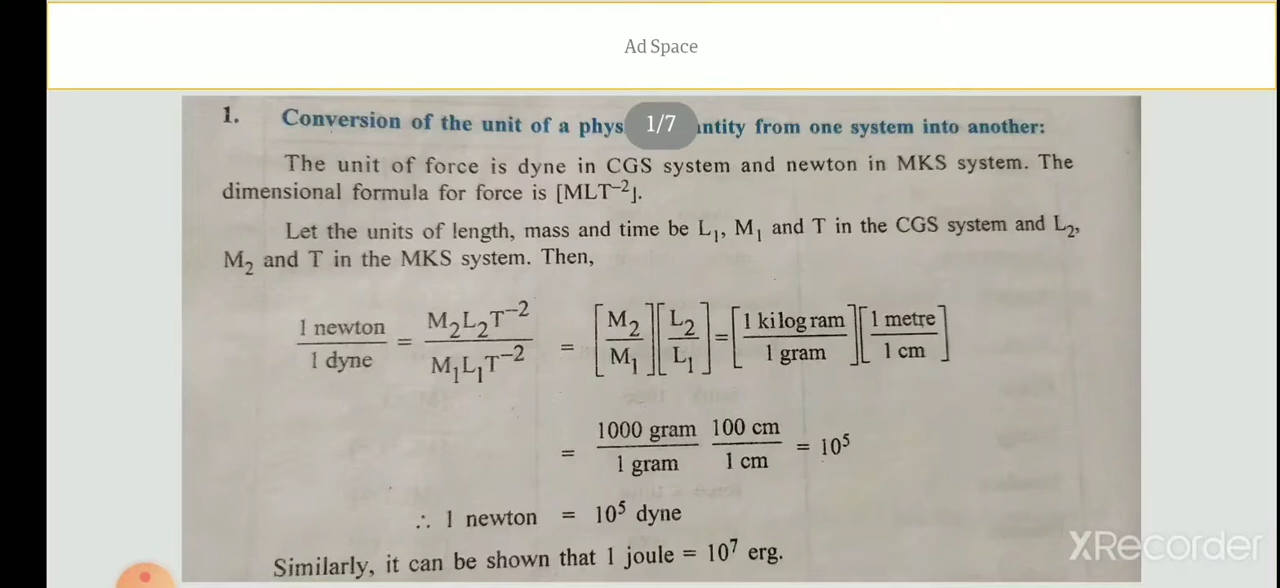 Ad Space
1. Conversion of the unit of a phys 1/7 ntity from one system into another:
The unit of force is dyne in CGS system and newton in MKS system. The
dimensional formula for force is [MLT⁻²].
Let the units of length, mass and time be L₁, M₁ and T in the CGS system and L₂,
M₂ and T in the MKS system. Then,
1 newton / 1 dyne = M₂L₂T⁻² / M₁L₁T⁻² = [M₂/M₁][L₂/L₁] = [1 kilogram / 1 gram][1 metre / 1 cm]
= 1000 gram / 1 gram 100 cm / 1 cm = 10⁵
∴ 1 newton = 10⁵ dyne
Similarly, it can be shown that 1 joule = 10⁷ erg.
XRecorder